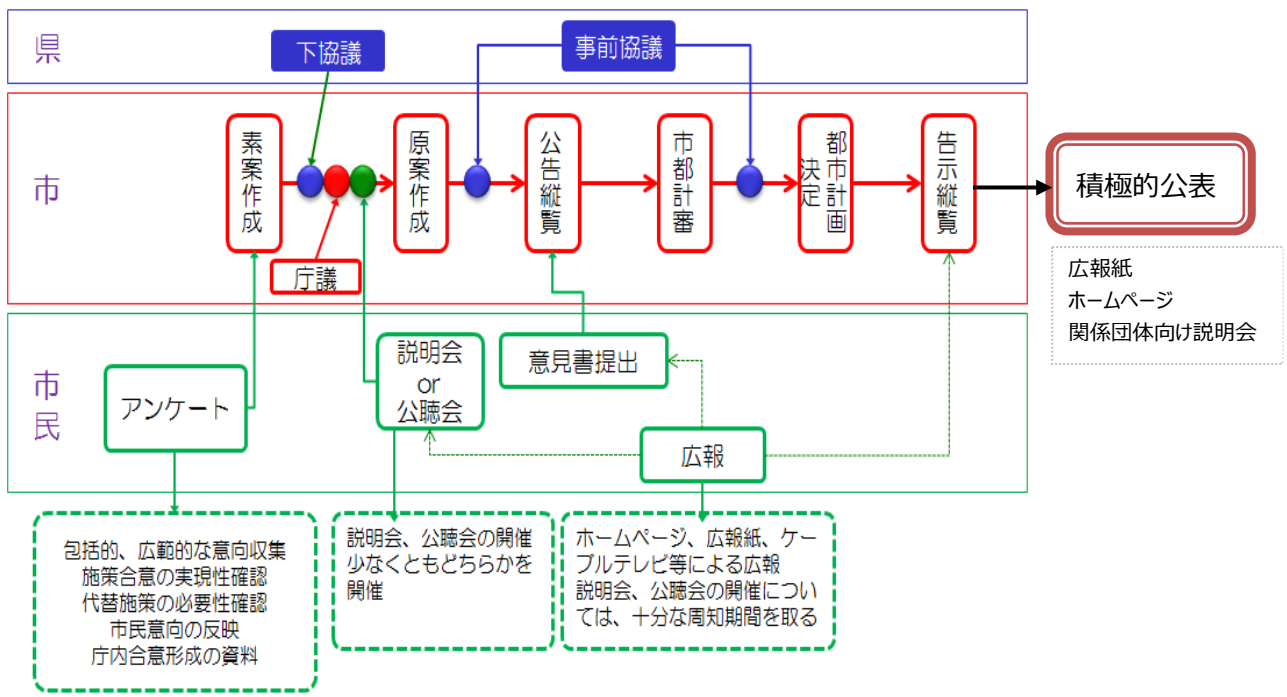 県
下協議
事前協議
市
素案作成
原案作成
公告縦覧
市都計審
都市計画
決定
告示縦覧
積極的公表
庁議
広報紙
ホームページ
関係団体向け説明会
市民
アンケート
説明会
or
公聴会
意見書提出
広報
包括的、広範的な意向収集
施策合意の実現性確認
代替施策の必要性確認
市民意向の反映
庁内合意形成の資料
説明会、公聴会の開催
少なくともどちらかを
開催
ホームページ、広報紙、ケー
ブルテレビ等による広報
説明会、公聴会の開催につい
ては、十分な周知期間を取る